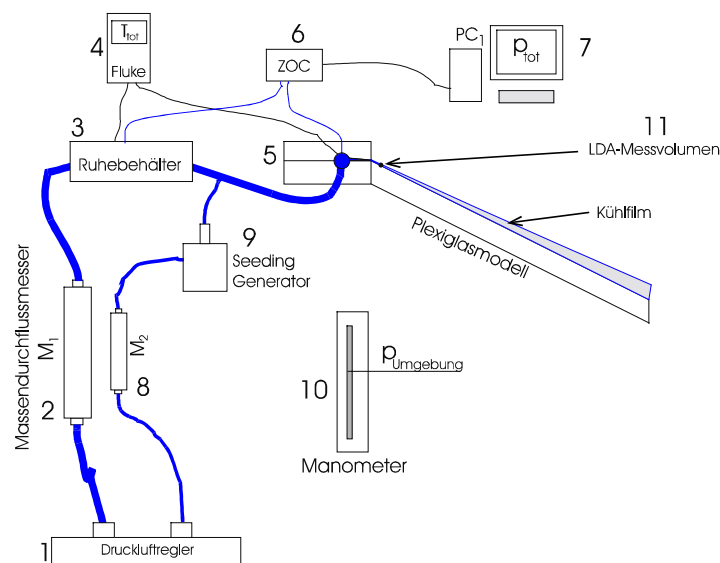 4
T_tot
Fluke
6
ZOC
PC_1
p_tot
7
3
Ruhebehälter
5
11
LDA-Messvolumen
Kühlfilm
Plexiglasmodell
9
Seeding
Generator
Massendurchflussmesser
M_1
2
M_2
8
p_Umgebung
10
Manometer
1
Druckluftregler